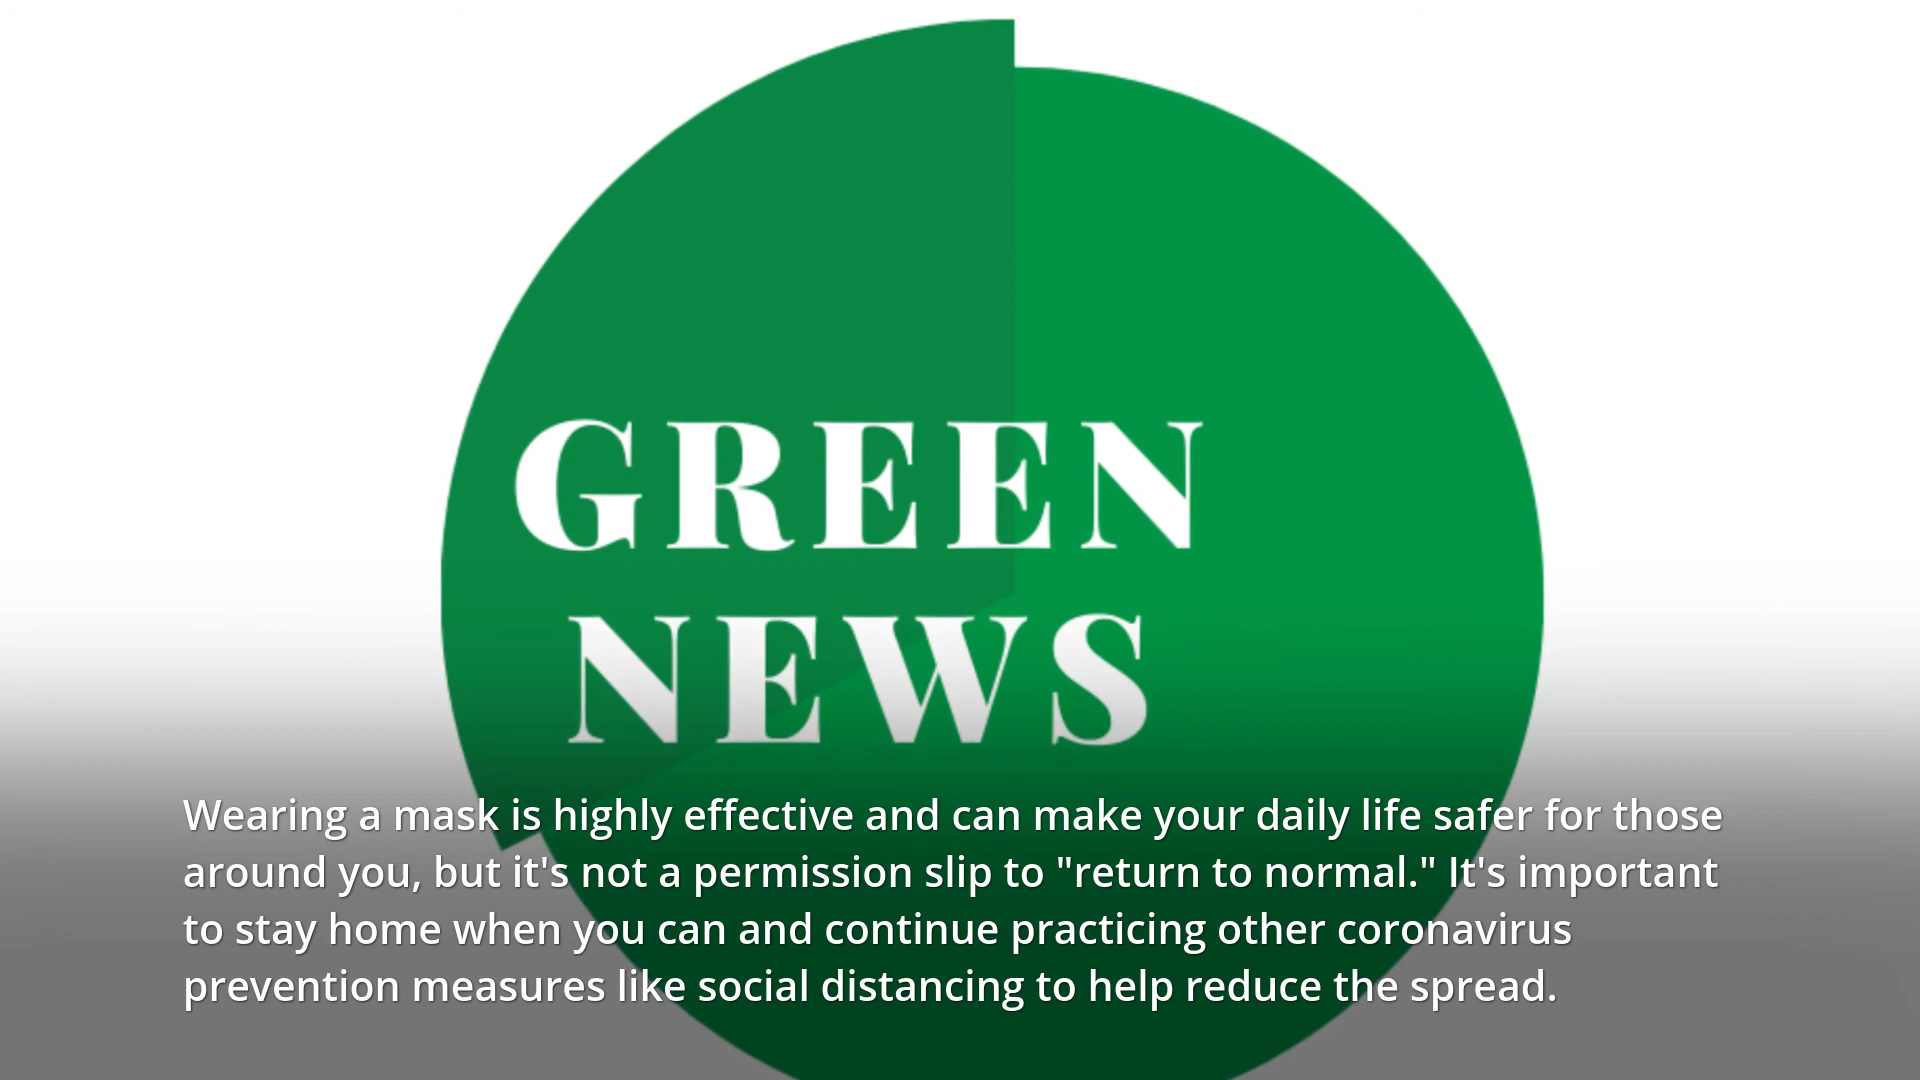 GREEN
NEWS
Wearing a mask is highly effective and can make your daily life safer for those
around you, but it's not a permission slip to "return to normal." It's important
to stay home when you can and continue practicing other coronavirus
prevention measures like social distancing to help reduce the spread.